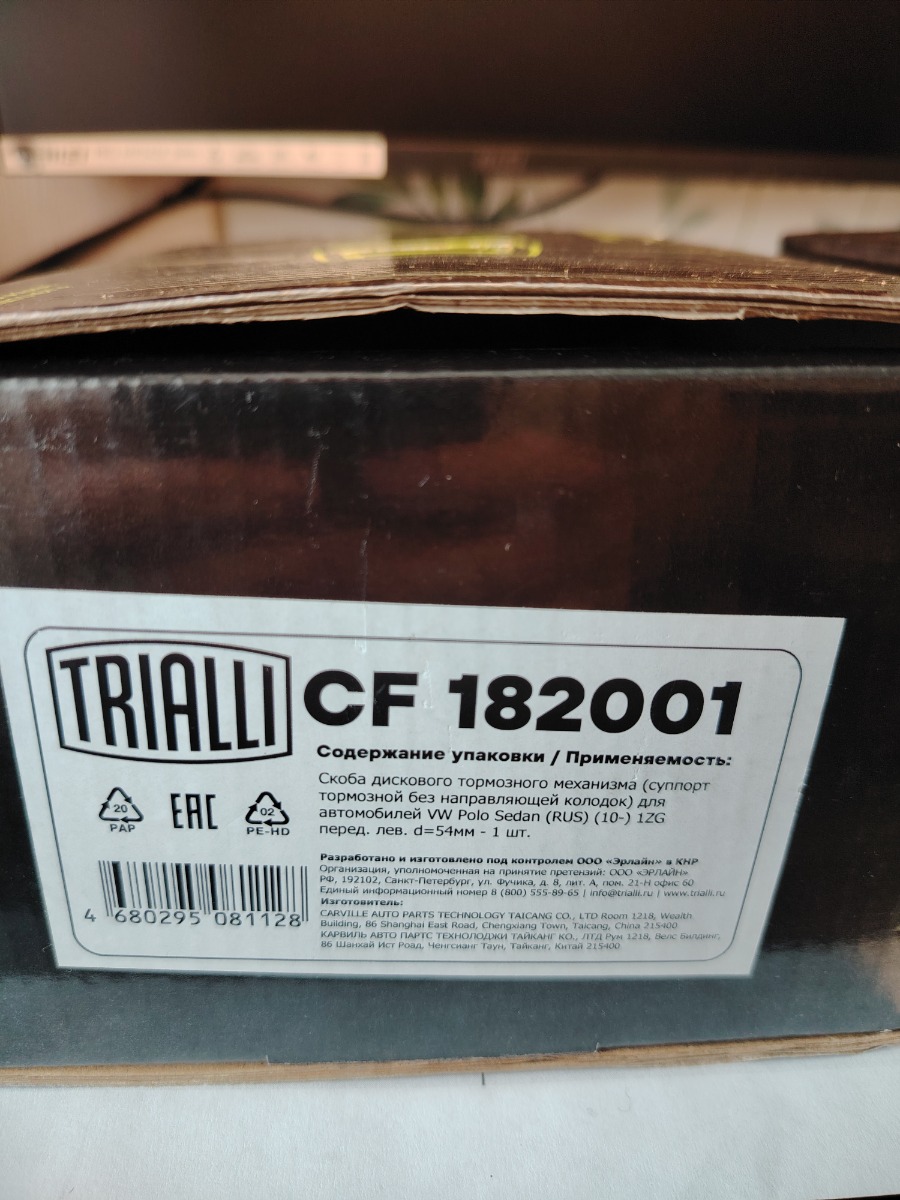 TRIALLI
CF 182001
Содержание упаковки / Применяемость:
Скоба дискового тормозного механизма (суппорт
тормозной без направляющей колодок) для
автомобилей VW Polo Sedan (RUS) (10-) 1ZG
перед. лев. d=54мм - 1 шт.
20
PAP
EAC
02
PE-HD
Разработано и изготовлено под контролем ООО «Эрлайн» в КНР
Организация, уполномоченная на принятие претензий: ООО «ЭРЛАЙН»
РФ, 192102, Санкт-Петербург, ул. Фучика, д. 8, лит. А, пом. 21-Н офис 60
Единый информационный номер 8 (800) 555-89-65 | info@trialli.ru | www.trialli.ru
Изготовитель:
CARVILLE AUTO PARTS TECHNOLOGY TAICANG CO., LTD Room 1218, Wealth
Building, 86 Shanghai East Road, Chengxiang Town, Taicang, China 215400
КАРВИЛЬ АВТО ПАРТС ТЕХНОЛОДЖИ ТАЙКАНГ КО., ЛТД Рум 1218, Велс Билдинг,
86 Шанхай Ист Роад, Ченгсианг Таун, Тайканг, Китай 215400
4 680295 081128